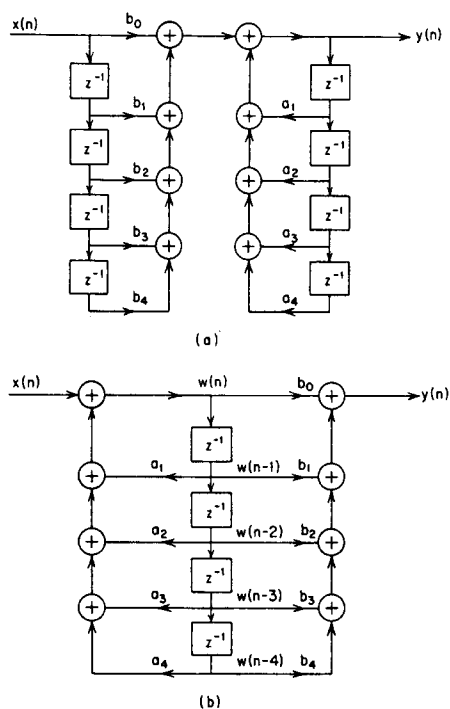 x(n) b₀ y(n)
z⁻¹ z⁻¹
b₁ a₁
z⁻¹ z⁻¹
b₂ a₂
z⁻¹ z⁻¹
b₃ a₃
z⁻¹ z⁻¹
b₄ a₄
(a)
x(n) w(n) b₀ y(n)
z⁻¹
a₁ w(n-1) b₁
z⁻¹
a₂ w(n-2) b₂
z⁻¹
a₃ w(n-3) b₃
z⁻¹
a₄ w(n-4) b₄
(b)